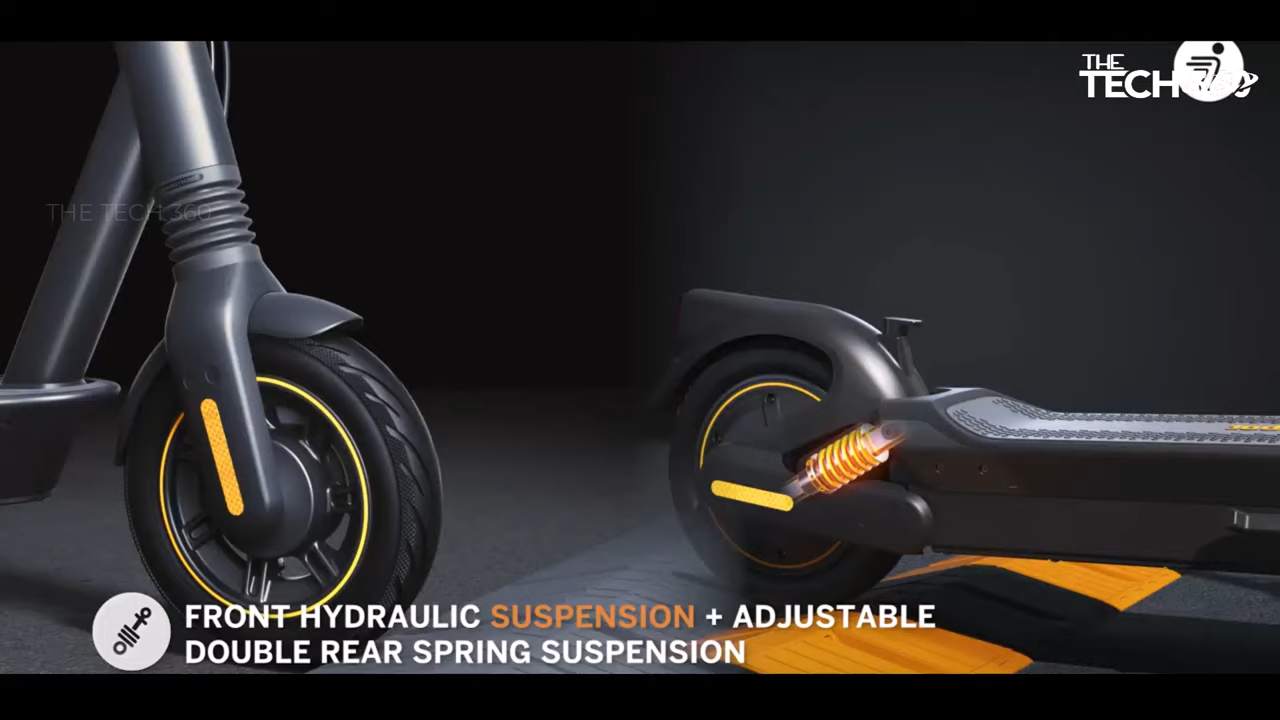 THE
TECH
THE TECH 360
FRONT HYDRAULIC SUSPENSION + ADJUSTABLE
DOUBLE REAR SPRING SUSPENSION